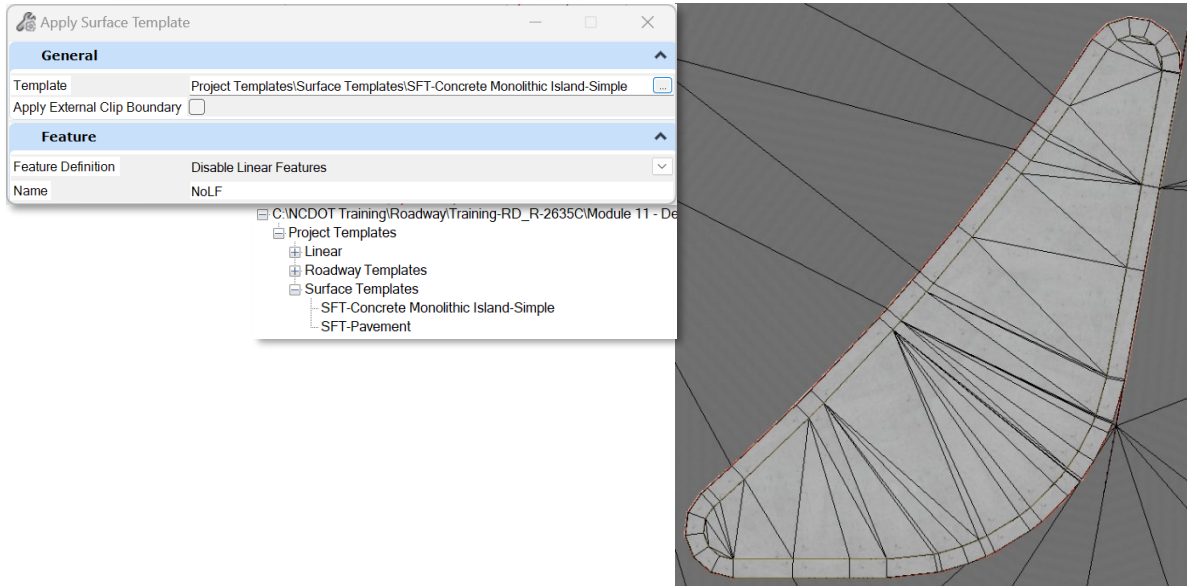 Apply Surface Template
General
Template Project Templates\Surface Templates\SFT-Concrete Monolithic Island-Simple ...
Apply External Clip Boundary
Feature
Feature Definition Disable Linear Features
Name NoLF
C:\NCDOT Training\Roadway\Training-RD_R-2635C\Module 11 - De
Project Templates
Linear
Roadway Templates
Surface Templates
SFT-Concrete Monolithic Island-Simple
SFT-Pavement